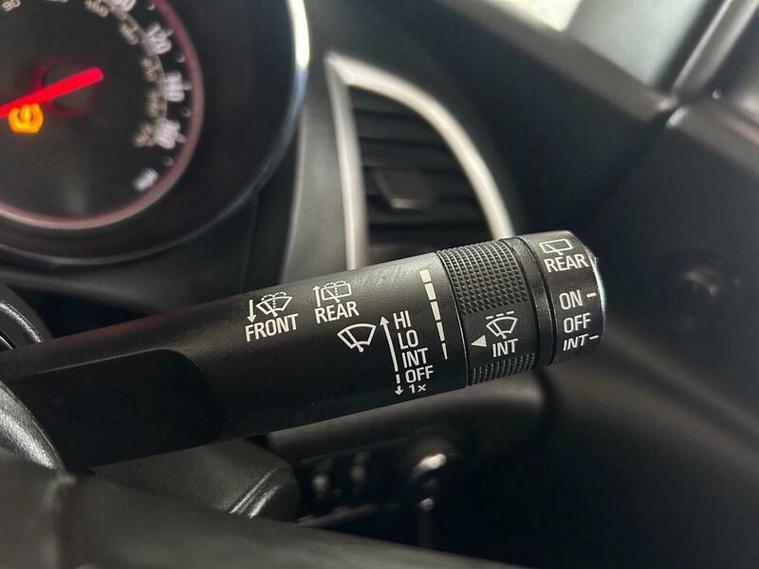 FRONT
REAR
HI
LO
INT
OFF
1x
INT
REAR
ON
OFF
INT